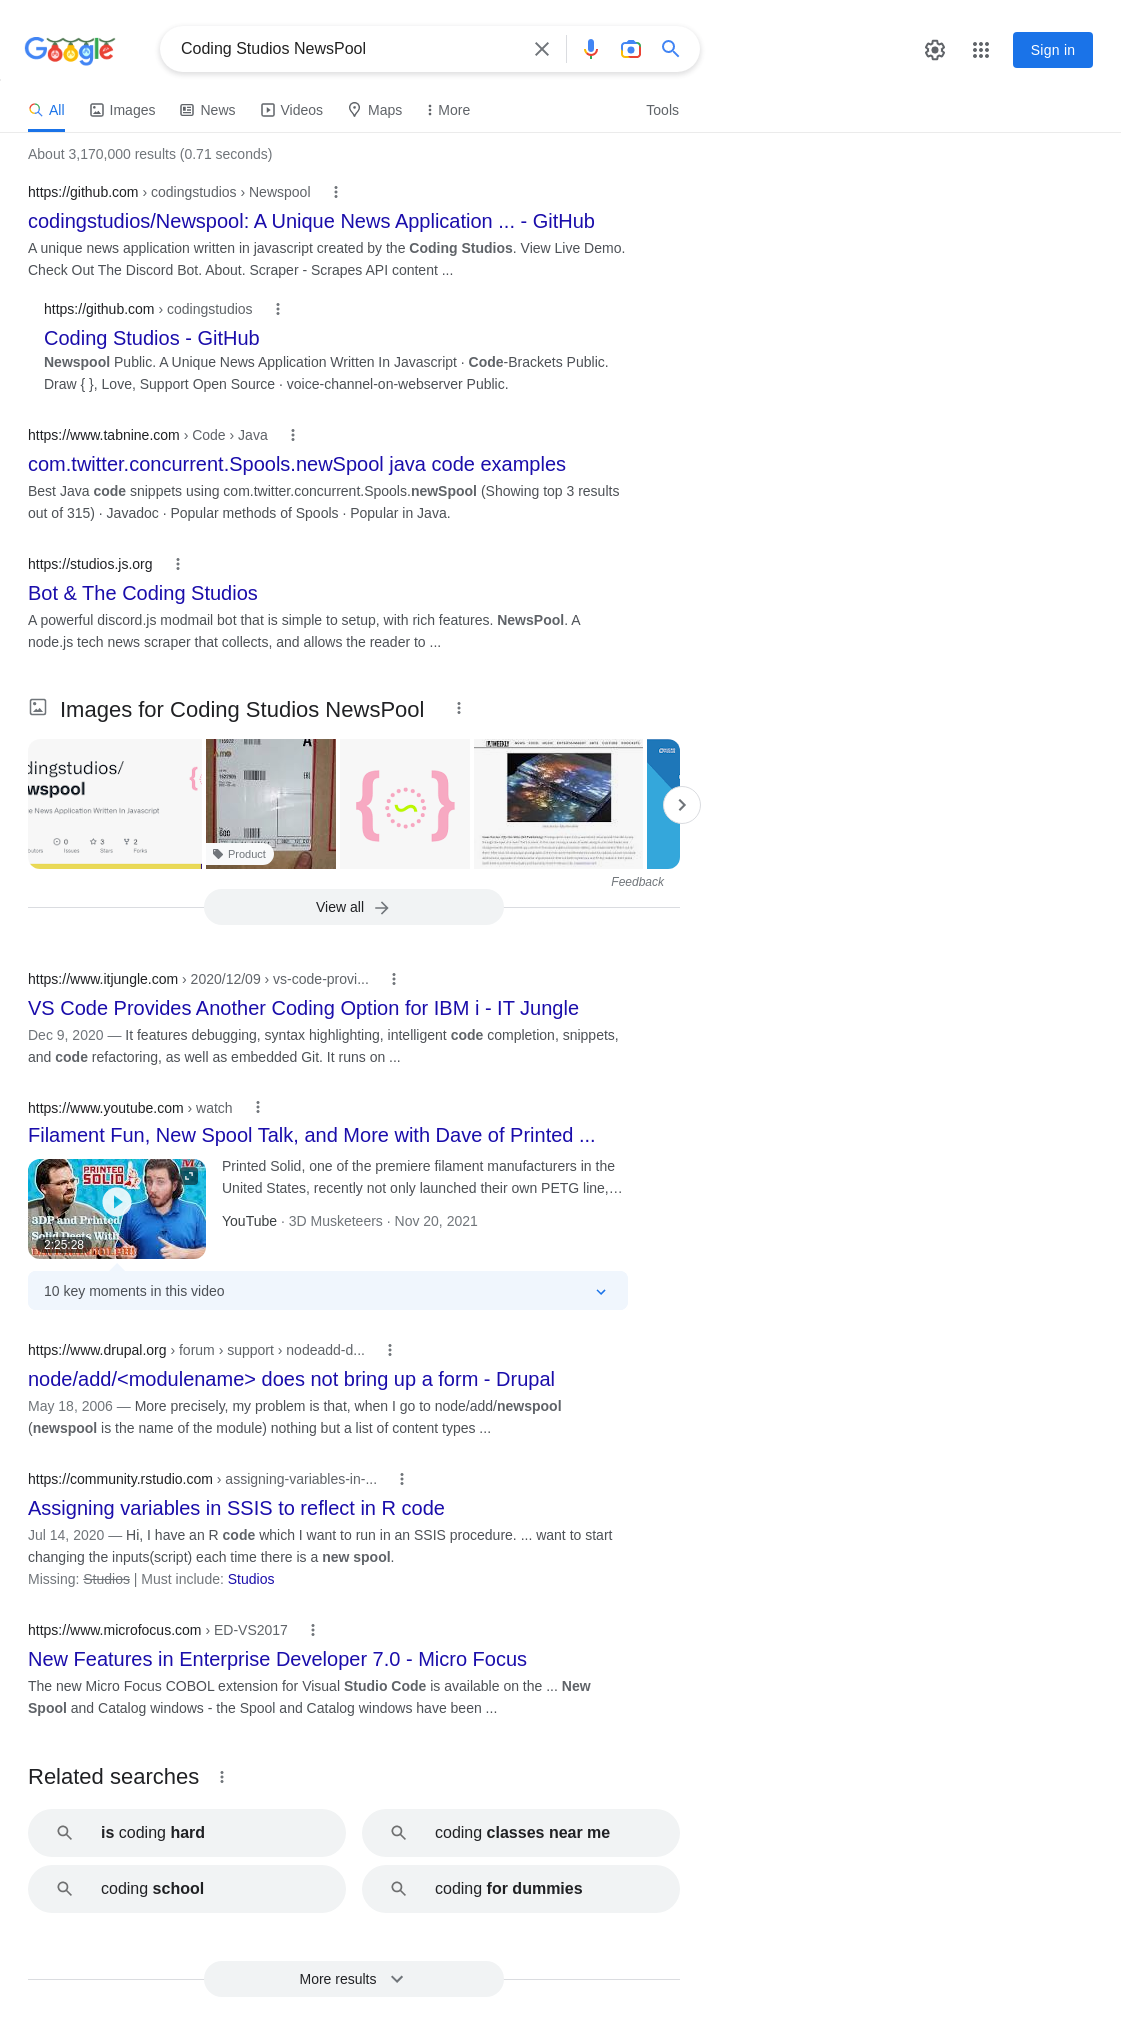 Google
Coding Studios NewsPool
Sign in
All
Images
News
Videos
Maps
More
Tools
About 3,170,000 results (0.71 seconds)
https://github.com › codingstudios › Newspool
codingstudios/Newspool: A Unique News Application ... - GitHub
A unique news application written in javascript created by the Coding Studios. View Live Demo.
Check Out The Discord Bot. About. Scraper - Scrapes API content ...
https://github.com › codingstudios
Coding Studios - GitHub
Newspool Public. A Unique News Application Written In Javascript · Code-Brackets Public.
Draw { }, Love, Support Open Source · voice-channel-on-webserver Public.
https://www.tabnine.com › Code › Java
com.twitter.concurrent.Spools.newSpool java code examples
Best Java code snippets using com.twitter.concurrent.Spools.newSpool (Showing top 3 results
out of 315) · Javadoc · Popular methods of Spools · Popular in Java.
https://studios.js.org
Bot & The Coding Studios
A powerful discord.js modmail bot that is simple to setup, with rich features. NewsPool. A
node.js tech news scraper that collects, and allows the reader to ...
Images for Coding Studios NewsPool
dingstudios/
wspool
e News Application Written In Javascript
0
Issues
3
Stars
2
Forks
Product
Feedback
View all
https://www.itjungle.com › 2020/12/09 › vs-code-provi...
VS Code Provides Another Coding Option for IBM i - IT Jungle
Dec 9, 2020 — It features debugging, syntax highlighting, intelligent code completion, snippets,
and code refactoring, as well as embedded Git. It runs on ...
https://www.youtube.com › watch
Filament Fun, New Spool Talk, and More with Dave of Printed ...
PRINTED
SOLID
3DP and Printed
Solid Deets With
2:25:28
Printed Solid, one of the premiere filament manufacturers in the
United States, recently not only launched their own PETG line,...
YouTube · 3D Musketeers · Nov 20, 2021
10 key moments in this video
https://www.drupal.org › forum › support › nodeadd-d...
node/add/<modulename> does not bring up a form - Drupal
May 18, 2006 — More precisely, my problem is that, when I go to node/add/newspool
(newspool is the name of the module) nothing but a list of content types ...
https://community.rstudio.com › assigning-variables-in-...
Assigning variables in SSIS to reflect in R code
Jul 14, 2020 — Hi, I have an R code which I want to run in an SSIS procedure. ... want to start
changing the inputs(script) each time there is a new spool.
Missing: Studios | Must include: Studios
https://www.microfocus.com › ED-VS2017
New Features in Enterprise Developer 7.0 - Micro Focus
The new Micro Focus COBOL extension for Visual Studio Code is available on the ... New
Spool and Catalog windows - the Spool and Catalog windows have been ...
Related searches
is coding hard
coding classes near me
coding school
coding for dummies
More results